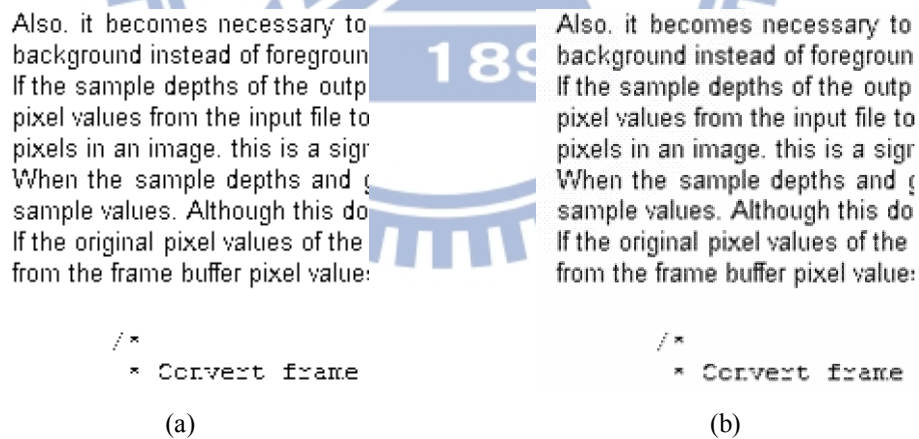 Also. it becomes necessary to
background instead of foregroun
If the sample depths of the outp
pixel values from the input file to
pixels in an image. this is a sigr
When the sample depths and g
sample values. Although this do
If the original pixel values of the
from the frame buffer pixel values
/*
* Convert frame
(a)
189
Also. it becomes necessary to
background instead of foregroun
If the sample depths of the outp
pixel values from the input file to
pixels in an image. this is a sigr
When the sample depths and g
sample values. Although this do
If the original pixel values of the
from the frame buffer pixel values
/*
* Convert frame
(b)